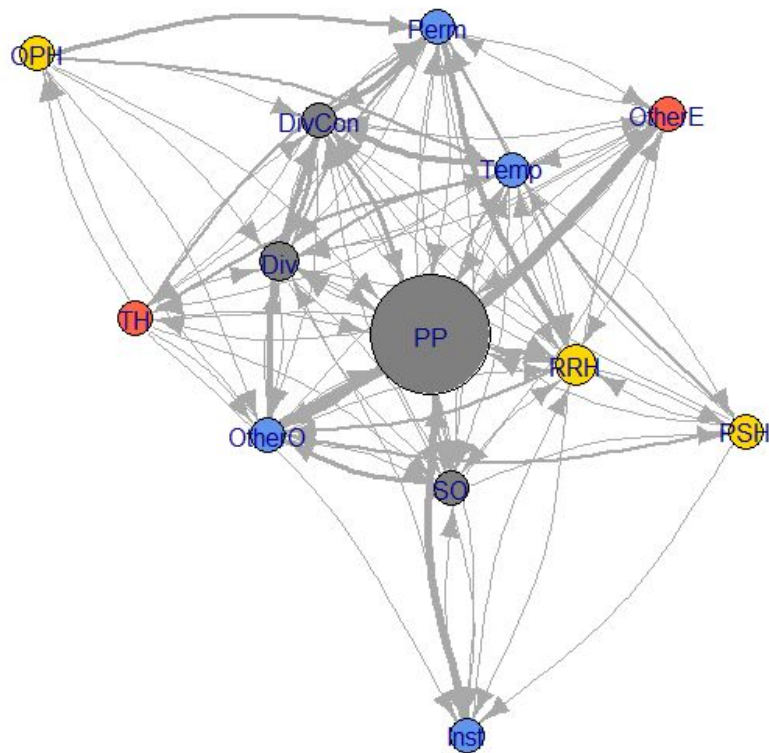 Perm
OPH
OtherE
DivCon
Temp
Div
TH
PP
RRH
OtherO
PSH
SO
Inst